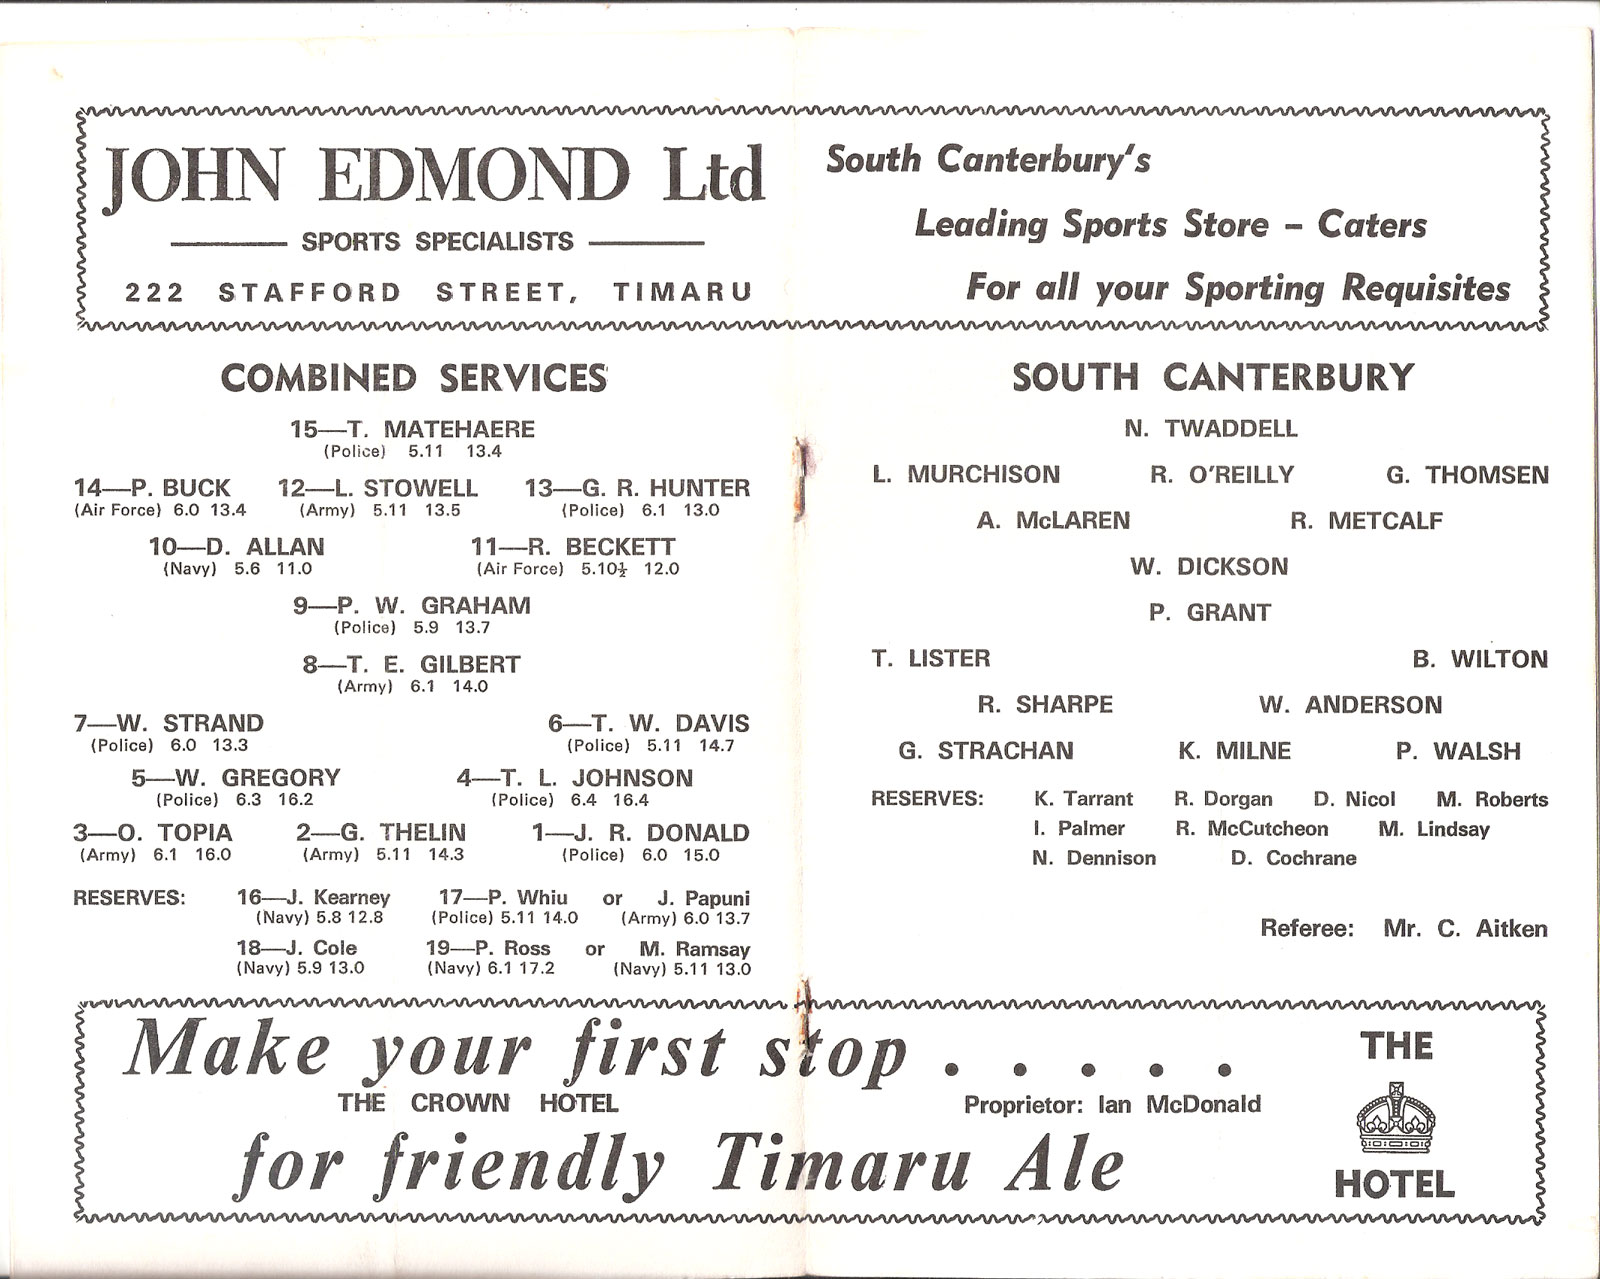 JOHN EDMOND Ltd
SPORTS SPECIALISTS
222 STAFFORD STREET, TIMARU
South Canterbury's
Leading Sports Store – Caters
For all your Sporting Requisites
COMBINED SERVICES
15—T. MATEHAERE
(Police) 5.11 13.4
14—P. BUCK 12—L. STOWELL 13—G. R. HUNTER
(Air Force) 6.0 13.4 (Army) 5.11 13.5 (Police) 6.1 13.0
10—D. ALLAN 11—R. BECKETT
(Navy) 5.6 11.0 (Air Force) 5.10½ 12.0
9—P. W. GRAHAM
(Police) 5.9 13.7
8—T. E. GILBERT
(Army) 6.1 14.0
7—W. STRAND 6—T. W. DAVIS
(Police) 6.0 13.3 (Police) 5.11 14.7
5—W. GREGORY 4—T. L. JOHNSON
(Police) 6.3 16.2 (Police) 6.4 16.4
3—O. TOPIA 2—G. THELIN 1—J. R. DONALD
(Army) 6.1 16.0 (Army) 5.11 14.3 (Police) 6.0 15.0
RESERVES: 16—J. Kearney 17—P. Whiu or J. Papuni
(Navy) 5.8 12.8 (Police) 5.11 14.0 (Army) 6.0 13.7
18—J. Cole 19—P. Ross or M. Ramsay
(Navy) 5.9 13.0 (Navy) 6.1 17.2 (Navy) 5.11 13.0
SOUTH CANTERBURY
N. TWADDELL
L. MURCHISON R. O'REILLY G. THOMSEN
A. McLAREN R. METCALF
W. DICKSON
P. GRANT
T. LISTER B. WILTON
R. SHARPE W. ANDERSON
G. STRACHAN K. MILNE P. WALSH
RESERVES: K. Tarrant R. Dorgan D. Nicol M. Roberts
I. Palmer R. McCutcheon M. Lindsay
N. Dennison D. Cochrane
Referee: Mr. C. Aitken
Make your first stop . . . . .
THE CROWN HOTEL Proprietor: Ian McDonald
for friendly Timaru Ale
THE
HOTEL